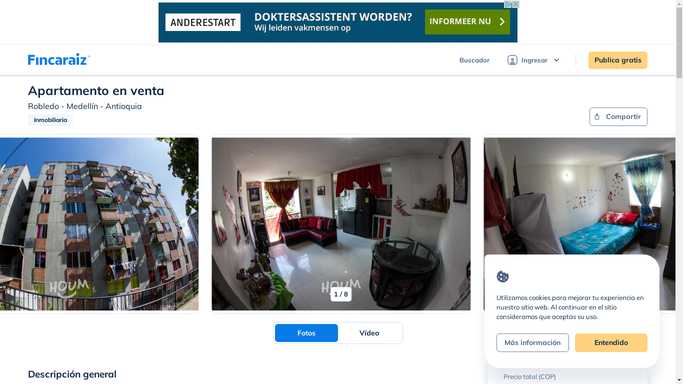 ANDERESTART
DOKTERSASSISTENT WORDEN?
Wij leiden vakmensen op
INFORMEER NU
Fincaraiz
Buscador
Ingresar
Publica gratis
Apartamento en venta
Robledo - Medellín - Antioquia
Inmobiliaria
Compartir
HOUM
HOUM
1 / 8
Fotos
Vídeo
Utilizamos cookies para mejorar tu experiencia en
nuestro sitio web. Al continuar en el sitio
consideramos que aceptas su uso.
Más información
Entendido
Descripción general
Precio total (COP)